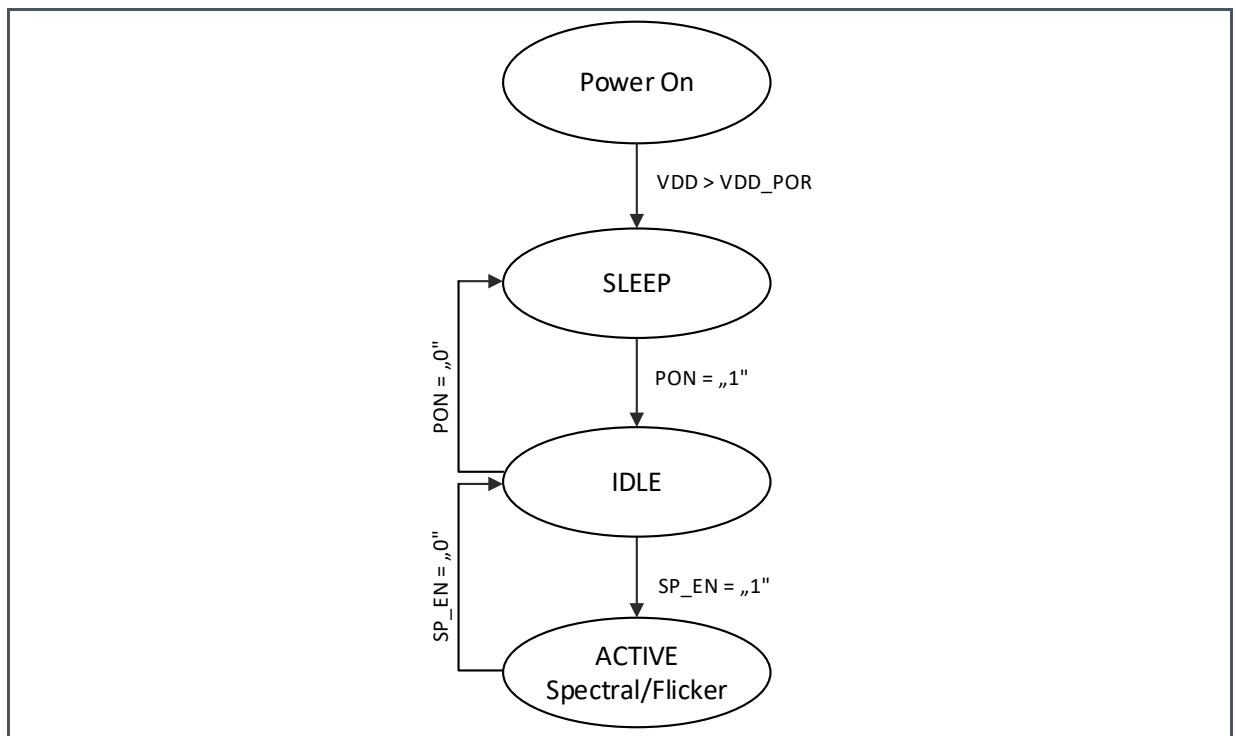 Power On
VDD > VDD_POR
SLEEP
PON = „0"
PON = „1"
IDLE
SP_EN = „0"
SP_EN = „1"
ACTIVE
Spectral/Flicker